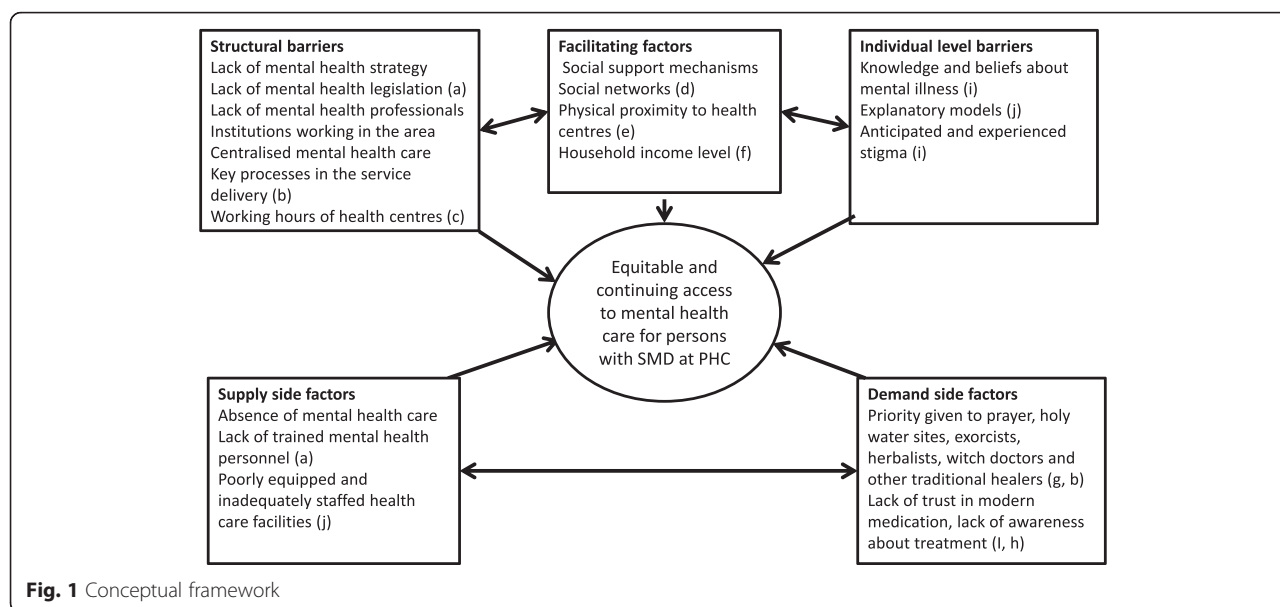 Structural barriers
Lack of mental health strategy
Lack of mental health legislation (a)
Lack of mental health professionals
Institutions working in the area
Centralised mental health care
Key processes in the service
delivery (b)
Working hours of health centres (c)
Facilitating factors
Social support mechanisms
Social networks (d)
Physical proximity to health
centres (e)
Household income level (f)
Individual level barriers
Knowledge and beliefs about
mental illness (i)
Explanatory models (j)
Anticipated and experienced
stigma (i)
Equitable and
continuing access
to mental health
care for persons
with SMD at PHC
Supply side factors
Absence of mental health care
Lack of trained mental health
personnel (a)
Poorly equipped and
inadequately staffed health
care facilities (j)
Demand side factors
Priority given to prayer, holy
water sites, exorcists,
herbalists, witch doctors and
other traditional healers (g, b)
Lack of trust in modern
medication, lack of awareness
about treatment (I, h)
Fig. 1 Conceptual framework